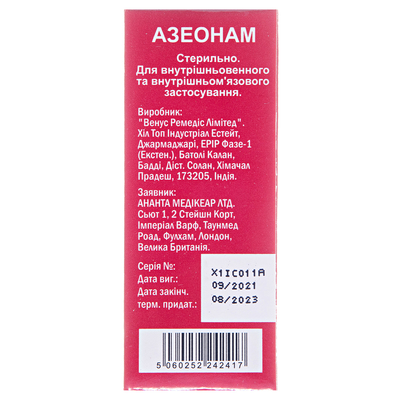 АЗЕОНАМ
Стерильно.
Для внутрішньовенного
та внутрішньом'язового
застосування.
Виробник:
"Венус Ремедіс Лімітед".
Хіл Топ Індустріал Естейт,
Джармаджарі, ЕРІР Фазе-1
(Екстен.), Батолі Калан,
Бадді, Діст. Солан, Хімачал
Прадеш, 173205, Індія.
Заявник:
АНАНТА МЕДІКЕАР ЛТД.
Сьют 1, 2 Стейшн Корт,
Імперіал Варф, Таунмед
Роад, Фулхам, Лондон,
Велика Британія.
Серія №: X1IC011A
Дата виг.: 09/2021
Дата закінч.
терм. придат.: 08/2023
5 060252 242417